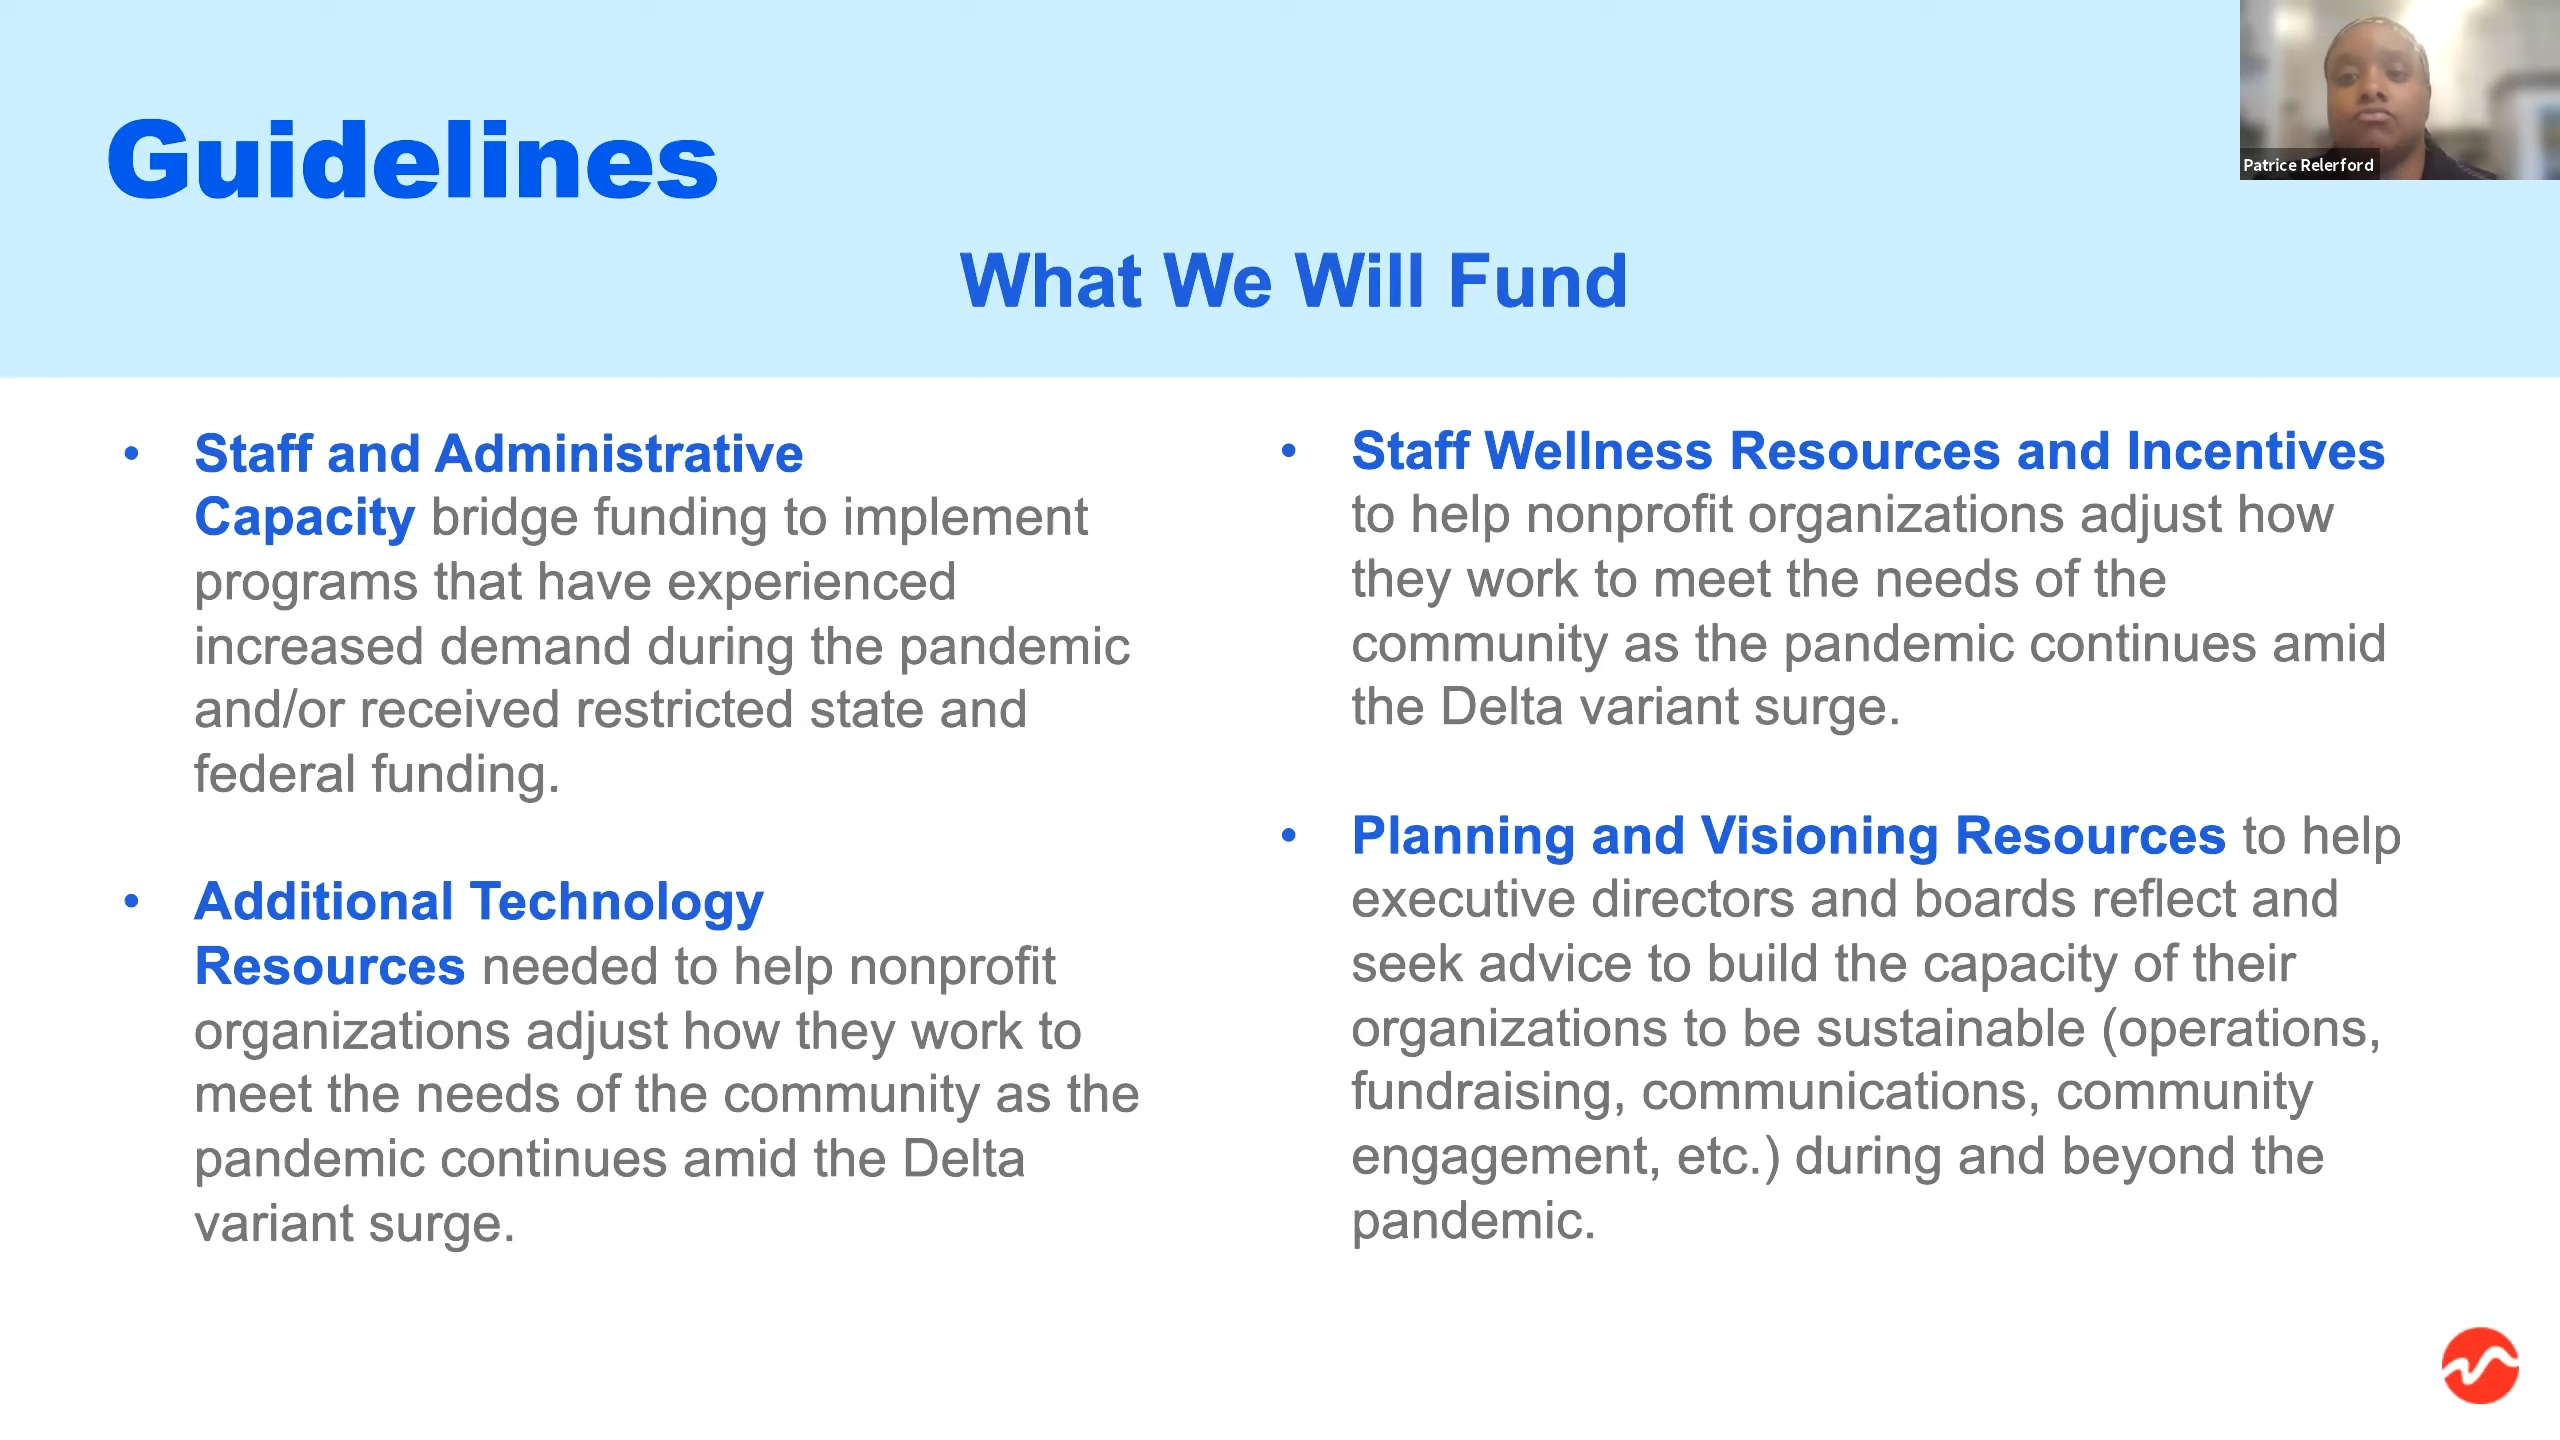 Guidelines
Patrice Relerford
What We Will Fund
• Staff and Administrative
Capacity bridge funding to implement
programs that have experienced
increased demand during the pandemic
and/or received restricted state and
federal funding.
• Additional Technology
Resources needed to help nonprofit
organizations adjust how they work to
meet the needs of the community as the
pandemic continues amid the Delta
variant surge.
• Staff Wellness Resources and Incentives
to help nonprofit organizations adjust how
they work to meet the needs of the
community as the pandemic continues amid
the Delta variant surge.
• Planning and Visioning Resources to help
executive directors and boards reflect and
seek advice to build the capacity of their
organizations to be sustainable (operations,
fundraising, communications, community
engagement, etc.) during and beyond the
pandemic.